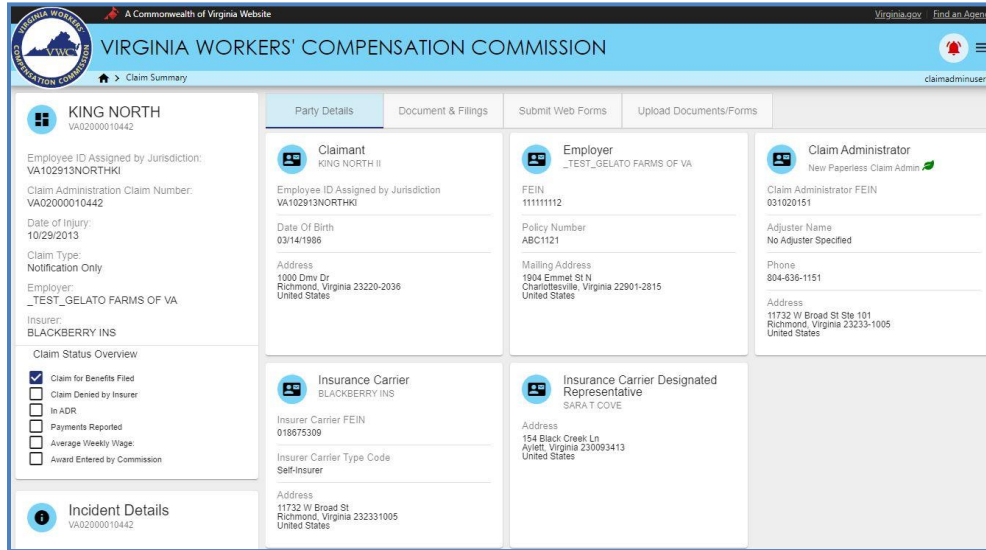 A Commonwealth of Virginia Website
Virginia.gov Find an Agen
VIRGINIA WORKERS' COMPENSATION COMMISSION
VIRGINIA WORKERS' COMPENSATION COMMISSION
VWC
> Claim Summary
claimadminuser
KING NORTH
VA02000010442
Employee ID Assigned by Jurisdiction:
VA102913NORTHKI
Claim Administration Claim Number:
VA02000010442
Date of Injury:
10/29/2013
Claim Type:
Notification Only
Employer:
_TEST_GELATO FARMS OF VA
Insurer:
BLACKBERRY INS
Claim Status Overview
Claim for Benefits Filed
Claim Denied by Insurer
In ADR
Payments Reported
Average Weekly Wage:
Award Entered by Commission
Incident Details
VA02000010442
Party Details
Document & Filings
Submit Web Forms
Upload Documents/Forms
Claimant
KING NORTH II
Employee ID Assigned by Jurisdiction
VA102913NORTHKI
Date Of Birth
03/14/1986
Address
1000 Dmv Dr
Richmond, Virginia 23220-2036
United States
Employer
_TEST_GELATO FARMS OF VA
FEIN
111111112
Policy Number
ABC1121
Mailing Address
1904 Emmet St N
Charlottesville, Virginia 22901-2815
United States
Claim Administrator
New Paperless Claim Admin
Claim Administrator FEIN
031020151
Adjuster Name
No Adjuster Specified
Phone
804-636-1151
Address
11732 W Broad St Ste 101
Richmond, Virginia 23233-1005
United States
Insurance Carrier
BLACKBERRY INS
Insurer Carrier FEIN
018675309
Insurer Carrier Type Code
Self-Insurer
Address
11732 W Broad St
Richmond, Virginia 232331005
United States
Insurance Carrier Designated
Representative
SARA T COVE
Address
154 Black Creek Ln
Aylett, Virginia 230093413
United States